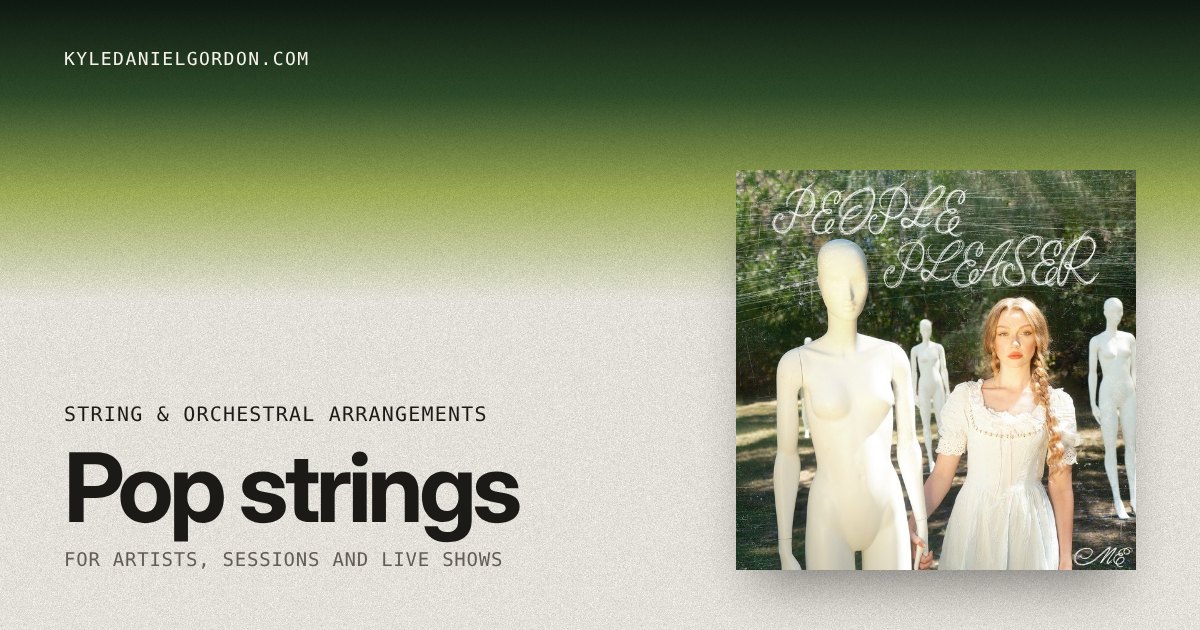 KYLEDANIELGORDON.COM
PEOPLE
PLEASER
STRING & ORCHESTRAL ARRANGEMENTS
Pop strings
FOR ARTISTS, SESSIONS AND LIVE SHOWS